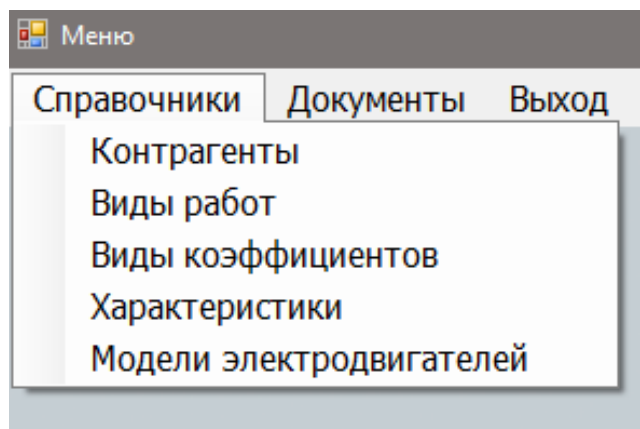 Меню
Справочники Документы Выход
Контрагенты
Виды работ
Виды коэффициентов
Характеристики
Модели электродвигателей